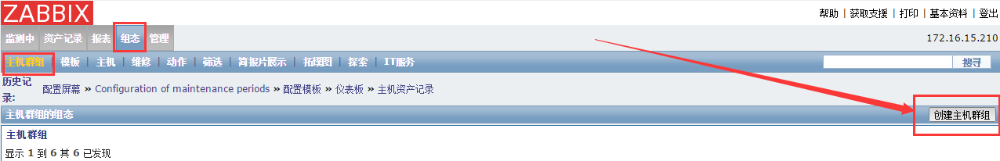 ZABBIX
帮助 | 获取支援 | 打印 | 基本资料 | 登出
监测中 资产记录 报表 组态 管理
172.16.15.210
主机群组 | 模板 | 主机 | 维修 | 动作 | 筛选 | 简报片展示 | 拓墣图 | 探索 | IT服务
搜寻
历史记录:
配置屏幕 » Configuration of maintenance periods » 配置模板 » 仪表板 » 主机资产记录
主机群组的组态
创建主机群组
主机群组
显示 1 到 6 其 6 已发现